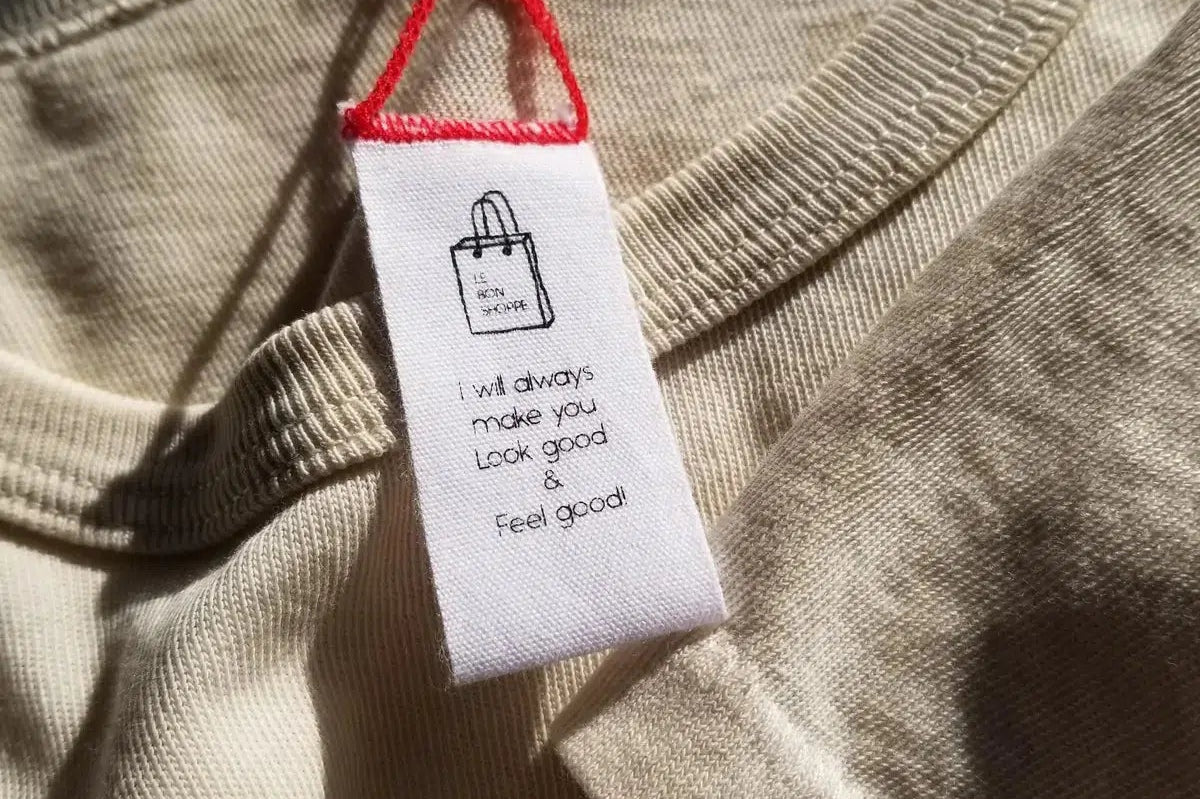 LE
BON
SHOPPE
i will always
make you
Look good
&
Feel good!